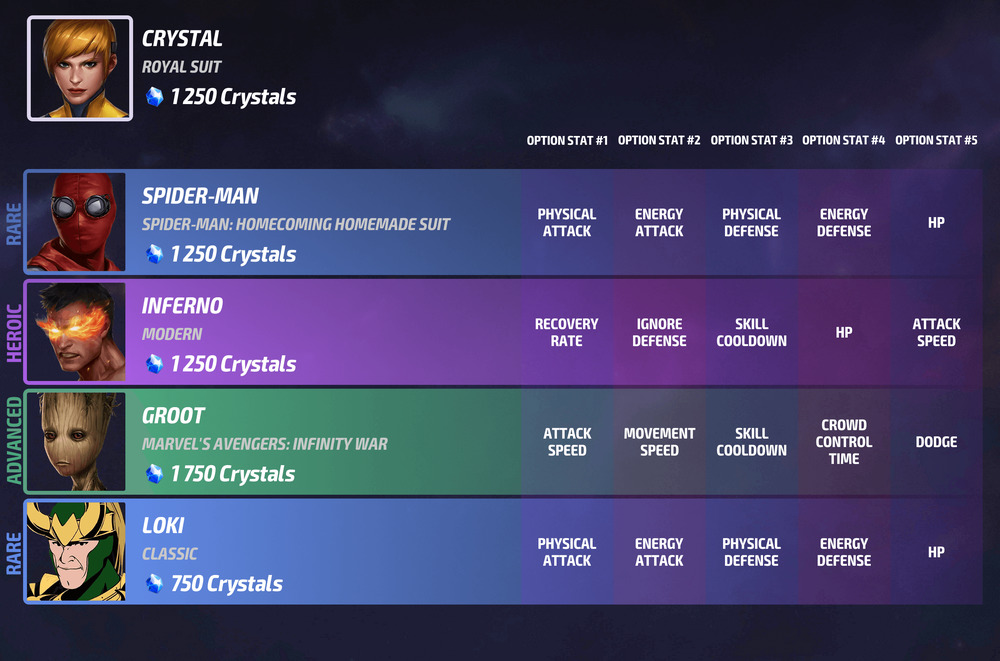 CRYSTAL
ROYAL SUIT
1 250 Crystals
OPTION STAT #1 OPTION STAT #2 OPTION STAT #3 OPTION STAT #4 OPTION STAT #5
RARE
SPIDER-MAN
SPIDER-MAN: HOMECOMING HOMEMADE SUIT
1 250 Crystals
PHYSICAL
ATTACK
ENERGY
ATTACK
PHYSICAL
DEFENSE
ENERGY
DEFENSE
HP
HEROIC
INFERNO
MODERN
1 250 Crystals
RECOVERY
RATE
IGNORE
DEFENSE
SKILL
COOLDOWN
HP
ATTACK
SPEED
ADVANCED
GROOT
MARVEL'S AVENGERS: INFINITY WAR
1 750 Crystals
ATTACK
SPEED
MOVEMENT
SPEED
SKILL
COOLDOWN
CROWD
CONTROL
TIME
DODGE
RARE
LOKI
CLASSIC
750 Crystals
PHYSICAL
ATTACK
ENERGY
ATTACK
PHYSICAL
DEFENSE
ENERGY
DEFENSE
HP